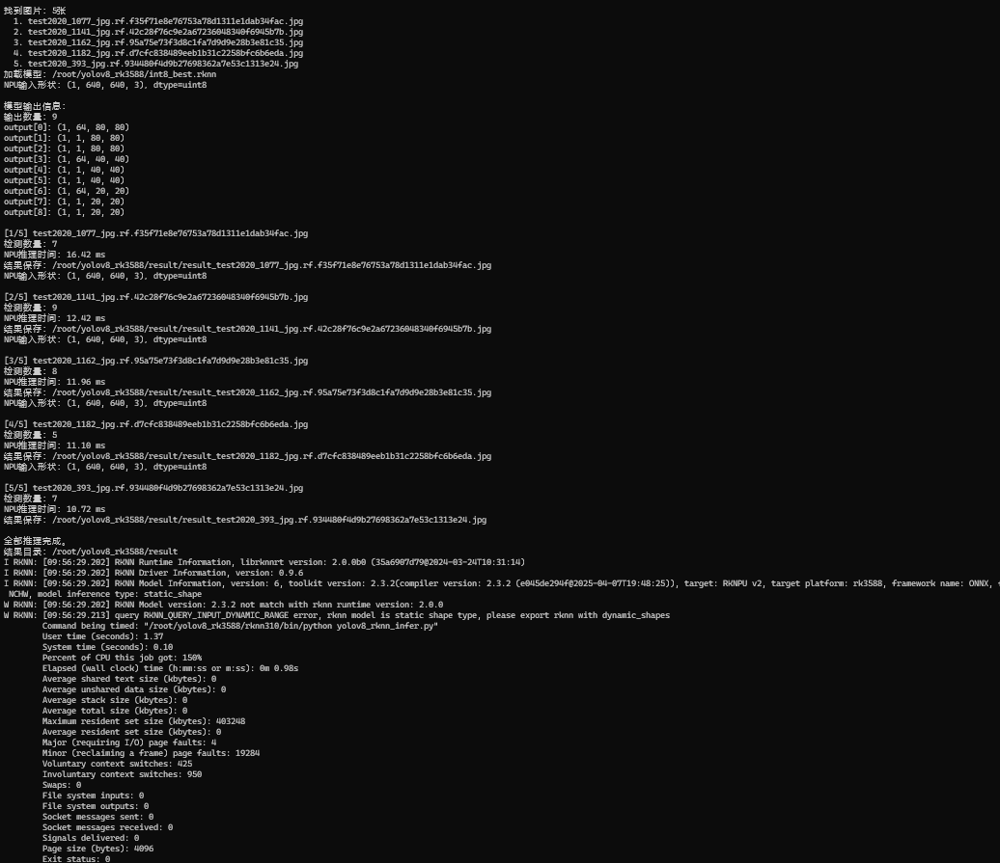 找到图片: 5张
1. test2020_1077_jpg.rf.f35f71e8e76753a78d1311e1dab34fac.jpg
2. test2020_1141_jpg.rf.42c28f76c9e2a67236048340f6945b7b.jpg
3. test2020_1162_jpg.rf.95a75e73f3d8c1fa7d9d9e28b3e81c35.jpg
4. test2020_1182_jpg.rf.d7cfc838489eeb1b31c2258bfc6b6eda.jpg
5. test2020_393_jpg.rf.934480f4d9b27698362a7e53c1313e24.jpg
加载模型: /root/yolov8_rk3588/int8_best.rknn
NPU输入形状: (1, 640, 640, 3), dtype=uint8
模型输出信息:
输出数量: 9
output[0]: (1, 64, 80, 80)
output[1]: (1, 1, 80, 80)
output[2]: (1, 1, 80, 80)
output[3]: (1, 64, 40, 40)
output[4]: (1, 1, 40, 40)
output[5]: (1, 1, 40, 40)
output[6]: (1, 64, 20, 20)
output[7]: (1, 1, 20, 20)
output[8]: (1, 1, 20, 20)
[1/5] test2020_1077_jpg.rf.f35f71e8e76753a78d1311e1dab34fac.jpg
检测数量: 7
NPU推理时间: 16.42 ms
结果保存: /root/yolov8_rk3588/result/result_test2020_1077_jpg.rf.f35f71e8e76753a78d1311e1dab34fac.jpg
NPU输入形状: (1, 640, 640, 3), dtype=uint8
[2/5] test2020_1141_jpg.rf.42c28f76c9e2a67236048340f6945b7b.jpg
检测数量: 9
NPU推理时间: 12.42 ms
结果保存: /root/yolov8_rk3588/result/result_test2020_1141_jpg.rf.42c28f76c9e2a67236048340f6945b7b.jpg
NPU输入形状: (1, 640, 640, 3), dtype=uint8
[3/5] test2020_1162_jpg.rf.95a75e73f3d8c1fa7d9d9e28b3e81c35.jpg
检测数量: 8
NPU推理时间: 11.96 ms
结果保存: /root/yolov8_rk3588/result/result_test2020_1162_jpg.rf.95a75e73f3d8c1fa7d9d9e28b3e81c35.jpg
NPU输入形状: (1, 640, 640, 3), dtype=uint8
[4/5] test2020_1182_jpg.rf.d7cfc838489eeb1b31c2258bfc6b6eda.jpg
检测数量: 5
NPU推理时间: 11.10 ms
结果保存: /root/yolov8_rk3588/result/result_test2020_1182_jpg.rf.d7cfc838489eeb1b31c2258bfc6b6eda.jpg
NPU输入形状: (1, 640, 640, 3), dtype=uint8
[5/5] test2020_393_jpg.rf.934480f4d9b27698362a7e53c1313e24.jpg
检测数量: 7
NPU推理时间: 10.72 ms
结果保存: /root/yolov8_rk3588/result/result_test2020_393_jpg.rf.934480f4d9b27698362a7e53c1313e24.jpg
全部推理完成。
结果目录: /root/yolov8_rk3588/result
I RKNN: [09:56:29.202] RKNN Runtime Information, librknnrt version: 2.0.0b0 (35a6907d79@2024-03-24T10:31:14)
I RKNN: [09:56:29.202] RKNN Driver Information, version: 0.9.6
I RKNN: [09:56:29.202] RKNN Model Information, version: 6, toolkit version: 2.3.2(compiler version: 2.3.2 (e045de294f@2025-04-07T19:48:25)), target: RKNPU v2, target platform: rk3588, framework name: ONNX,
NCHW, model inference type: static_shape
W RKNN: [09:56:29.202] RKNN Model version: 2.3.2 not match with rknn runtime version: 2.0.0
W RKNN: [09:56:29.213] query RKNN_QUERY_INPUT_DYNAMIC_RANGE error, rknn model is static shape type, please export rknn with dynamic_shapes
Command being timed: "/root/yolov8_rk3588/rknn310/bin/python yolov8_rknn_infer.py"
User time (seconds): 1.37
System time (seconds): 0.10
Percent of CPU this job got: 150%
Elapsed (wall clock) time (h:mm:ss or m:ss): 0m 0.98s
Average shared text size (kbytes): 0
Average unshared data size (kbytes): 0
Average stack size (kbytes): 0
Average total size (kbytes): 0
Maximum resident set size (kbytes): 403248
Average resident set size (kbytes): 0
Major (requiring I/O) page faults: 4
Minor (reclaiming a frame) page faults: 19284
Voluntary context switches: 425
Involuntary context switches: 950
Swaps: 0
File system inputs: 0
File system outputs: 0
Socket messages sent: 0
Socket messages received: 0
Signals delivered: 0
Page size (bytes): 4096
Exit status: 0